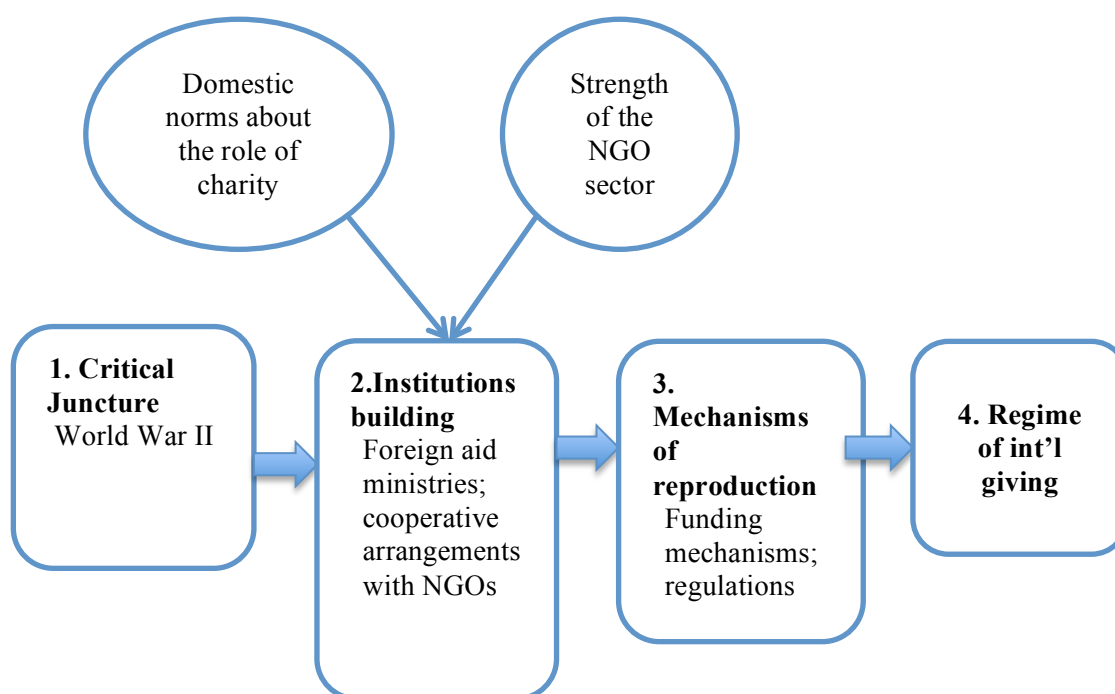 Domestic
norms about
the role of
charity
Strength
of the
NGO
sector
1. Critical
Juncture
World War II
2.Institutions
building
Foreign aid
ministries;
cooperative
arrangements
with NGOs
3.
Mechanisms
of
reproduction
Funding
mechanisms;
regulations
4. Regime
of int’l
giving